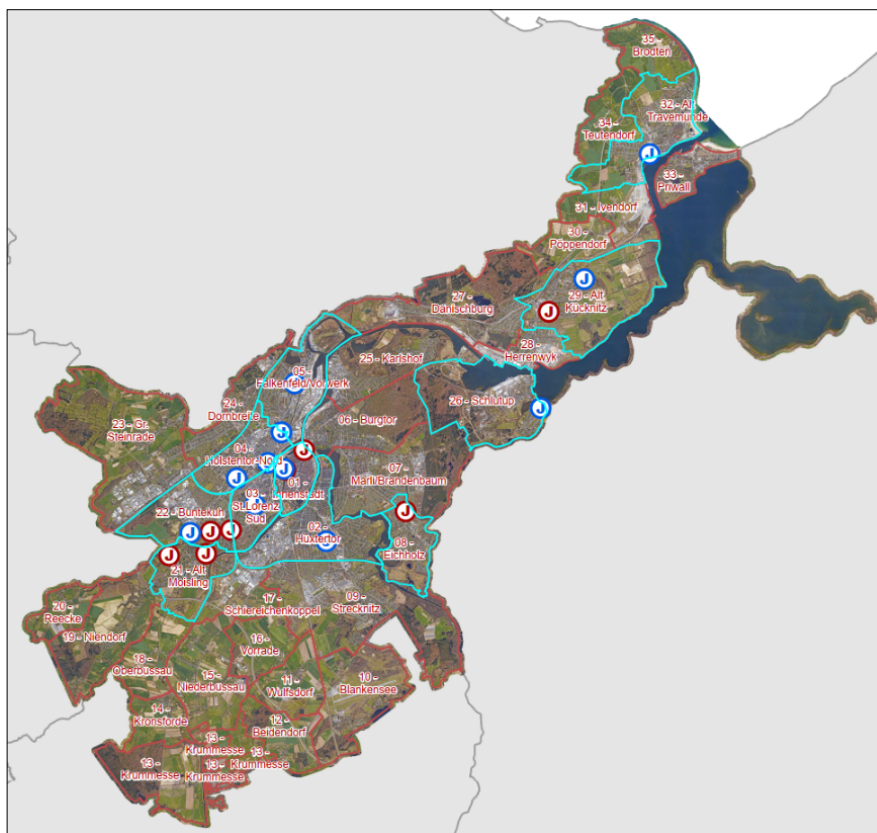 35 -
Brodten
32 - Alt
Travemünde
34 -
Teutendorf
J
33 -
Priwall
31 - Ivendorf
30 -
Poppendorf
J
27 -
Dänischburg
29 - Alt
Kücknitz
J
28 -
Herrenwyk
25 - Karlshof
05 -
Falkenfeld/Vorwerk
J
26 - Schlutup
J
24 -
Dornbreite
23 - Gr.
Steinrade
06 - Burgtor
J
04 -
Holstentor-Nord
J
J
J
J
01 -
Innenstadt
07 -
Marli/Brandenbaum
03 -
St.Lorenz
Süd
J
J
22 - Buntekuh
J
J
J
02 -
Hüxtertor
J
08 -
Eichholz
J
J
21 - Alt
Moisling
20 -
Reecke
19 - Niendorf
17 -
Schiereichenkoppel
09 -
Strecknitz
18 -
Oberbüssau
16 -
Vorrade
15 -
Niederbüssau
11 -
Wulfsdorf
10 -
Blankensee
14 -
Kronsforde
12 -
Beidendorf
13 -
Krummesse
13 -
Krummesse
13 -
Krummesse
13 -
Krummesse